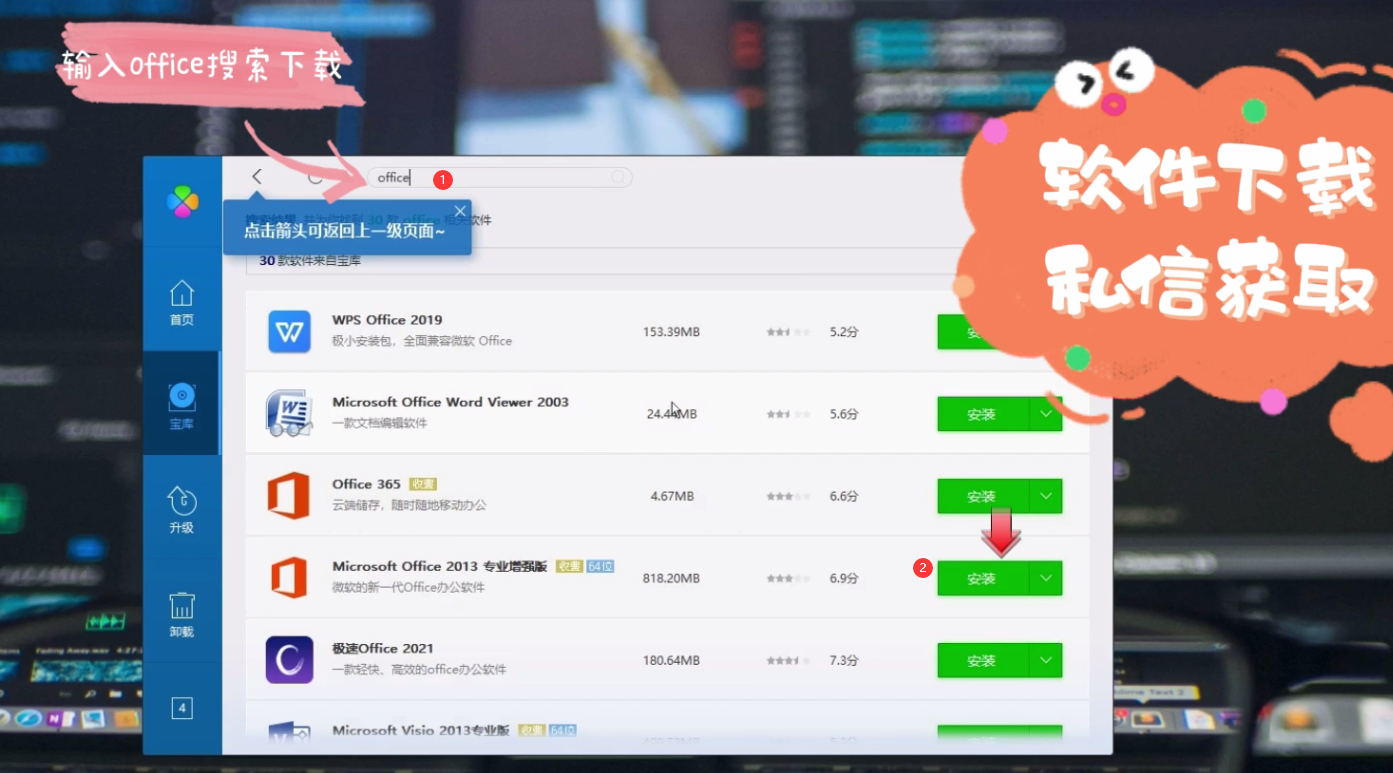 输入office搜索下载
软件下载
私信获取
office
1
点击箭头可返回上一级页面~
相关软件
30 款软件来自宝库
首页
宝库
升级
卸载
4
WPS Office 2019
极小安装包，全面兼容微软 Office
153.39MB
5.2分
Microsoft Office Word Viewer 2003
一款文档编辑软件
5.6分
安装
Office 365 收费
云端储存，随时随地移动办公
4.67MB
6.6分
安装
Microsoft Office 2013 专业增强版 收费 64位
微软的新一代Office办公软件
818.20MB
6.9分
2
安装
极速Office 2021
一款轻快、高效的office办公软件
180.64MB
7.3分
安装
Microsoft Visio 2013专业版 收费 64位